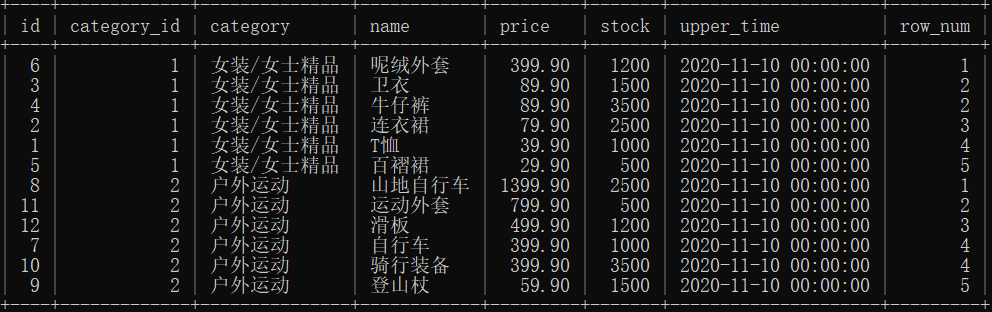 id category_id category name price stock upper_time row_num
6 1 女装/女士精品 呢绒外套 399.90 1200 2020-11-10 00:00:00 1
3 1 女装/女士精品 卫衣 89.90 1500 2020-11-10 00:00:00 2
4 1 女装/女士精品 牛仔裤 89.90 3500 2020-11-10 00:00:00 2
2 1 女装/女士精品 连衣裙 79.90 2500 2020-11-10 00:00:00 3
1 1 女装/女士精品 T恤 39.90 1000 2020-11-10 00:00:00 4
5 1 女装/女士精品 百褶裙 29.90 500 2020-11-10 00:00:00 5
8 2 户外运动 山地自行车 1399.90 2500 2020-11-10 00:00:00 1
11 2 户外运动 运动外套 799.90 500 2020-11-10 00:00:00 2
12 2 户外运动 滑板 499.90 1200 2020-11-10 00:00:00 3
7 2 户外运动 自行车 399.90 1000 2020-11-10 00:00:00 4
10 2 户外运动 骑行装备 399.90 3500 2020-11-10 00:00:00 4
9 2 户外运动 登山杖 59.90 1500 2020-11-10 00:00:00 5